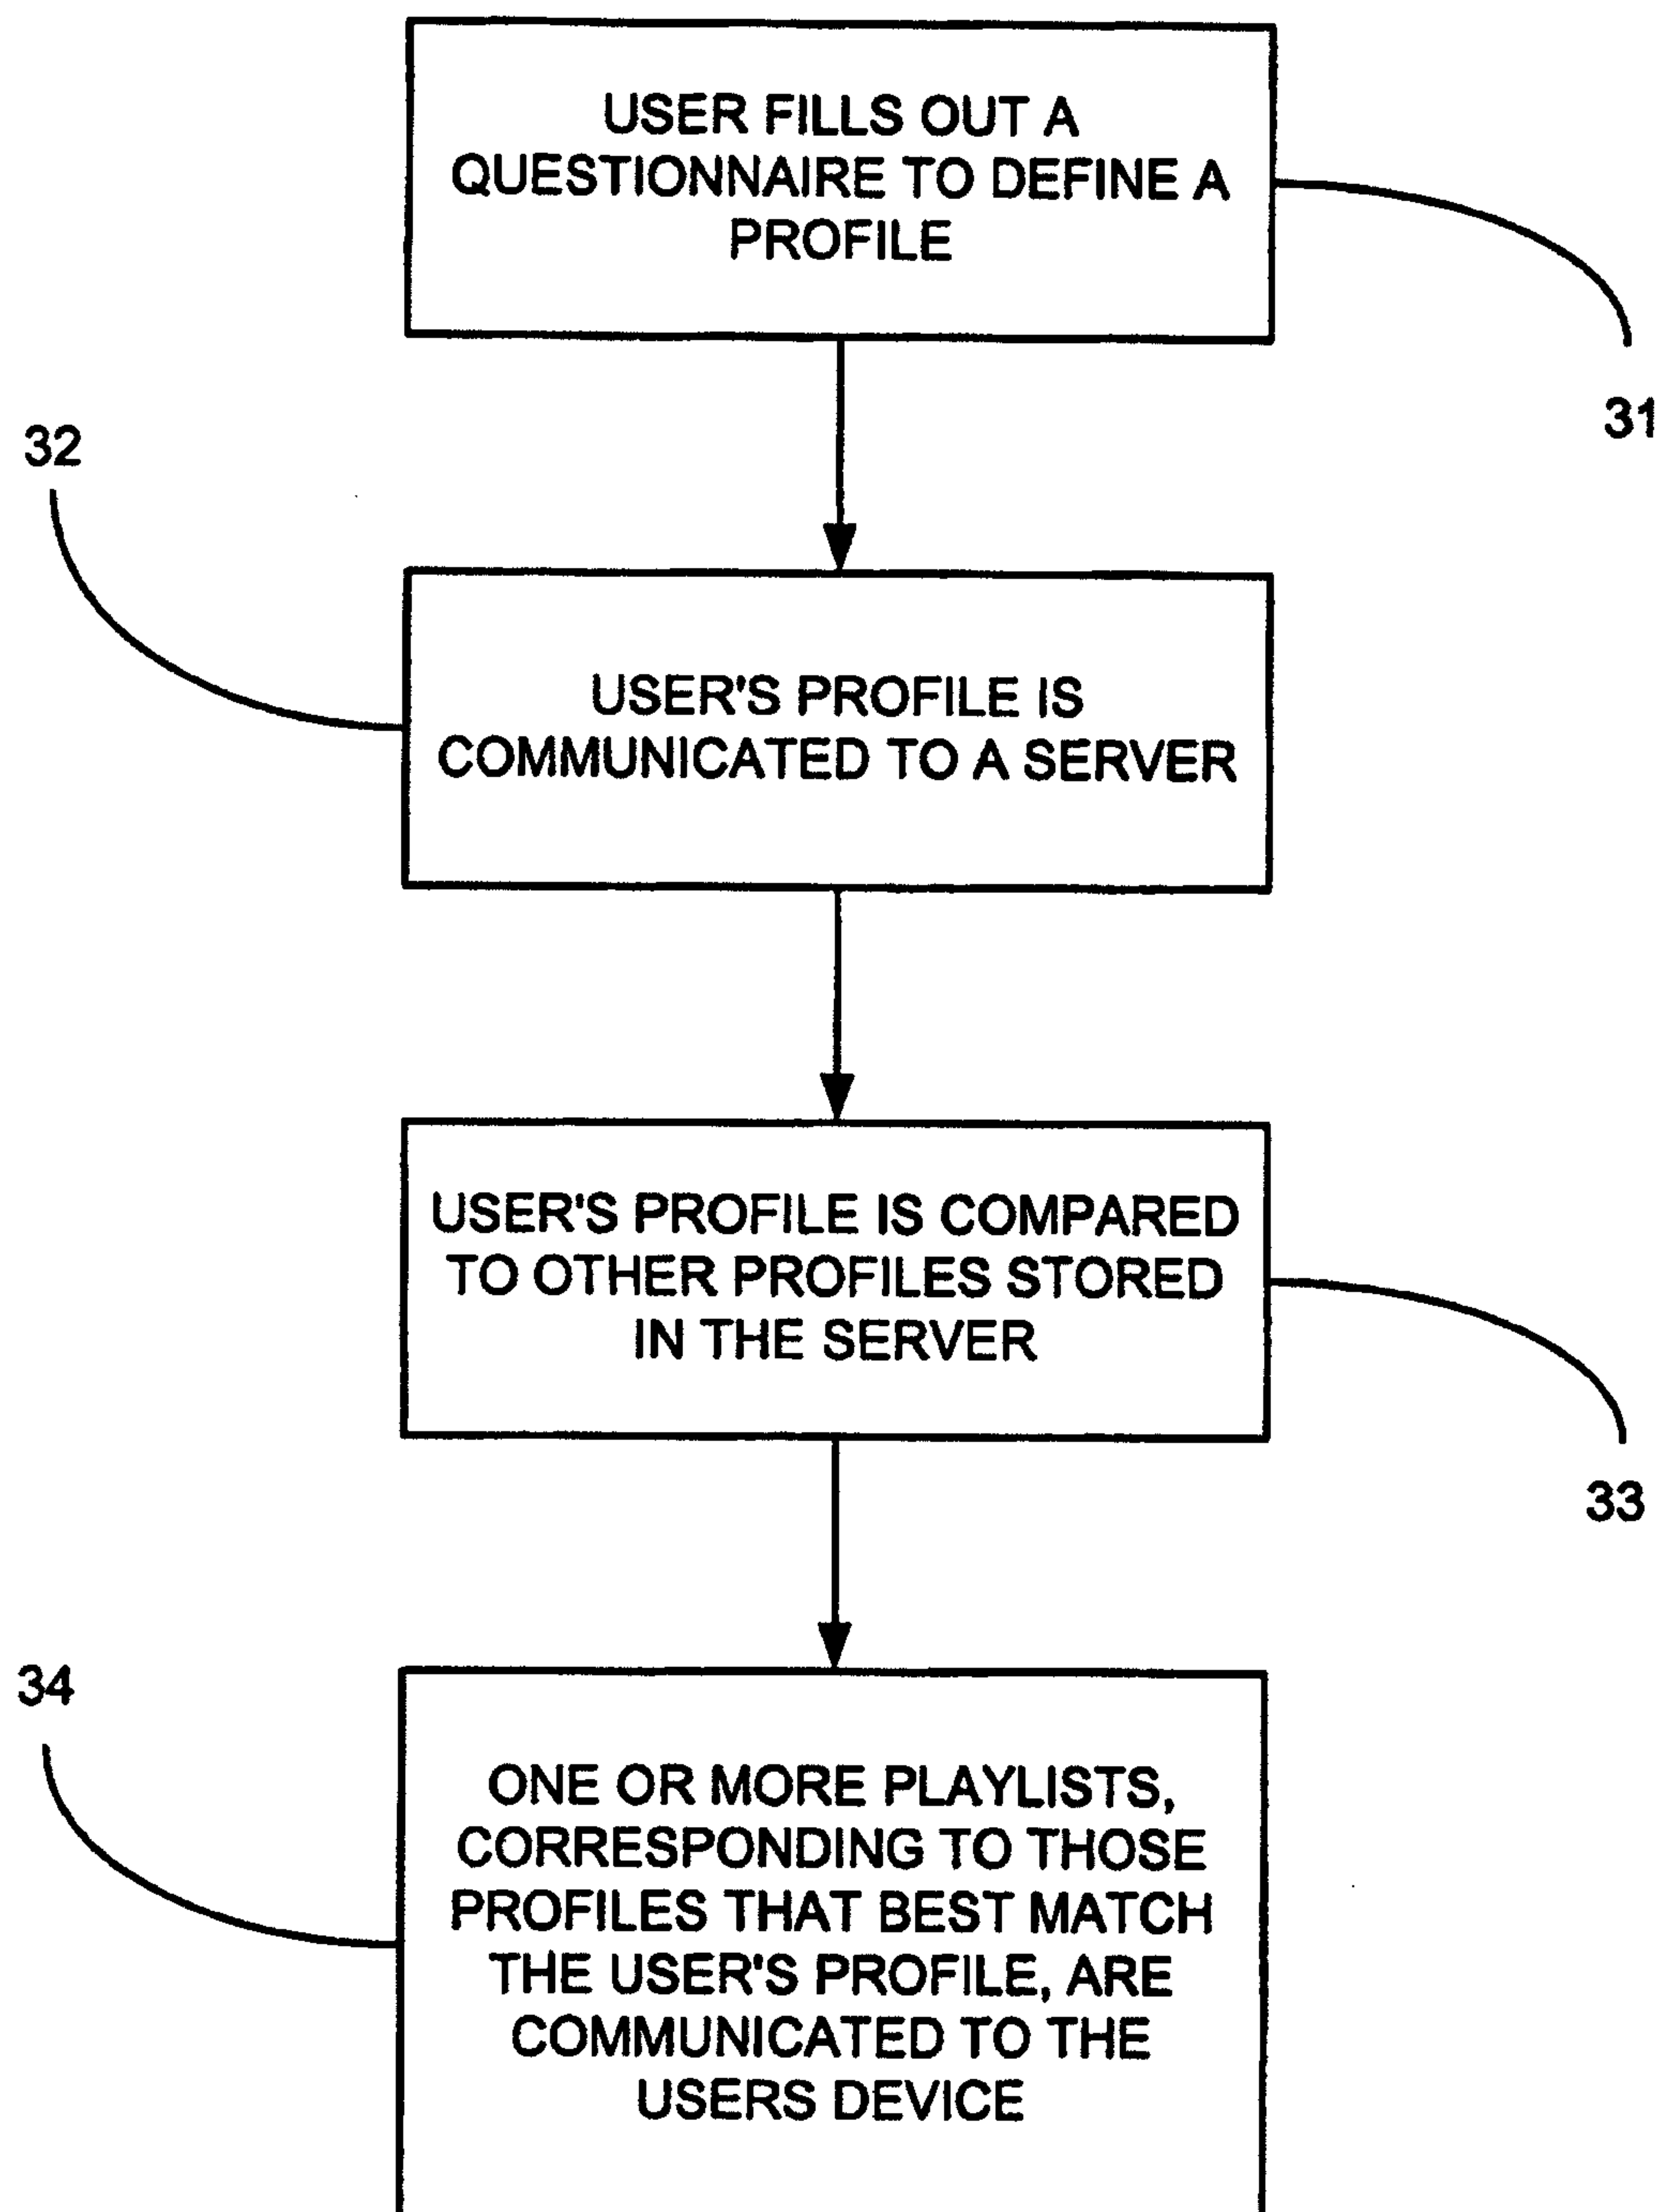 USER FILLS OUT A
QUESTIONNAIRE TO DEFINE A
PROFILE
31
32
USER'S PROFILE IS
COMMUNICATED TO A SERVER
USER'S PROFILE IS COMPARED
TO OTHER PROFILES STORED
IN THE SERVER
33
34
ONE OR MORE PLAYLISTS,
CORRESPONDING TO THOSE
PROFILES THAT BEST MATCH
THE USER'S PROFILE, ARE
COMMUNICATED TO THE
USERS DEVICE